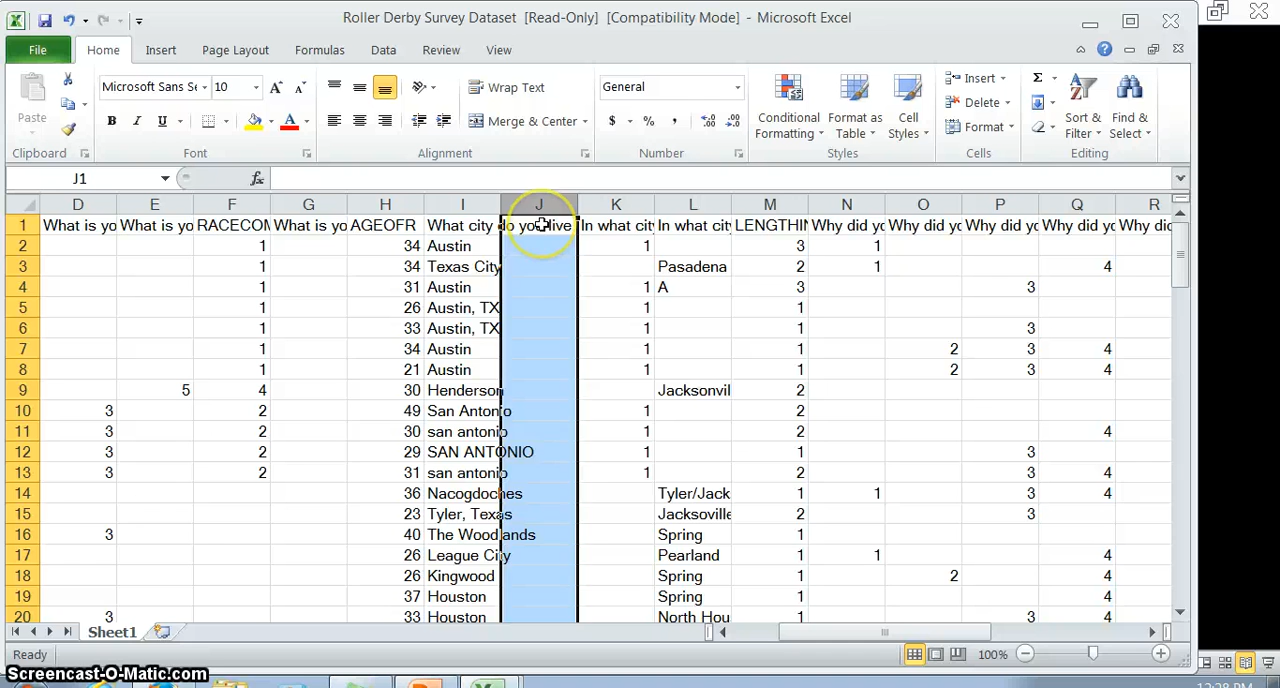 Roller Derby Survey Dataset [Read-Only] [Compatibility Mode] - Microsoft Excel
File Home Insert Page Layout Formulas Data Review View
Microsoft Sans Se 10 A A Wrap Text General Insert Σ
Paste Delete Sort & Find &
B I U A Merge & Center $ % , .00 Conditional Format as Cell Format Filter Select
Formatting Table Styles
Clipboard Font Alignment Number Styles Cells Editing
J1 fx
D E F G H I J K L M N O P Q R
1 What is yo What is yo RACECOM What is yo AGEOFR What city do you live In what city In what city LENGTHIN Why did yo Why did yo Why did yo Why did yo Why did
2 1 34 Austin 1 3 1
3 1 34 Texas City Pasadena 2 1 4
4 1 31 Austin 1 A 3 3
5 1 26 Austin, TX 1 1
6 1 33 Austin, TX 1 1 3
7 1 34 Austin 1 1 2 3 4
8 1 21 Austin 1 1 2 3 4
9 5 4 30 Henderson Jacksonvil 2
10 3 2 49 San Antonio 1 2
11 3 2 30 san antonio 1 2 4
12 3 2 29 SAN ANTONIO 1 1 3
13 3 2 31 san antonio 1 2 3 4
14 36 Nacogdoches Tyler/Jack 1 1 3 4
15 23 Tyler, Texas Jacksonville 2 3
16 3 40 The Woodlands Spring 1
17 26 League City Pearland 1 1 4
18 26 Kingwood Spring 1 2 4
19 37 Houston Spring 1 4
20 3 33 Houston North Hou 1 3 4
Sheet1
Ready 100%
Screencast-O-Matic.com